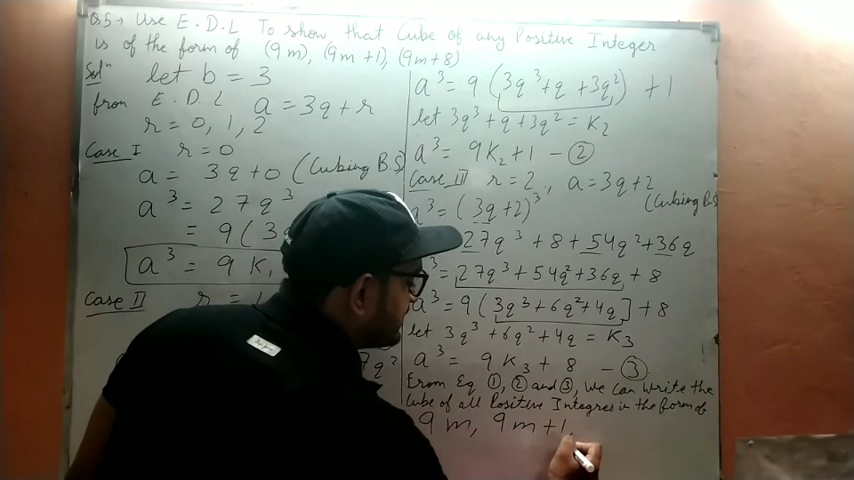 Q.5→ Use E.D.L To show that Cube of any Positive Integer
is of the form of (9m), (9m+1), (9m+8)
Solⁿ let b = 3
from E.D.L a = 3q + r
r = 0, 1, 2
Case I r = 0
a = 3q+0 (Cubing B.S)
a³ = 27q³
= 9(3
a³ = 9K₁
Case II r =
7q²
a³ = 9(3q³+q+3q²) + 1
let 3q³+q+3q² = K₂
a³ = 9K₂+1 – ②
Case III r = 2, a = 3q+2
(Cubing B.S
a³ = (3q+2)³
27q³ + 8 + 54q² + 36q
a³ = 27q³ + 54q² + 36q + 8
a³ = 9(3q³ + 6q² + 4q] + 8
let 3q³ + 6q² + 4q = K₃
a³ = 9K₃ + 8 – ③
From Eq ①, ② and ③, we can write the
Cube of all Positive Integres in the form of
9m, 9m+1